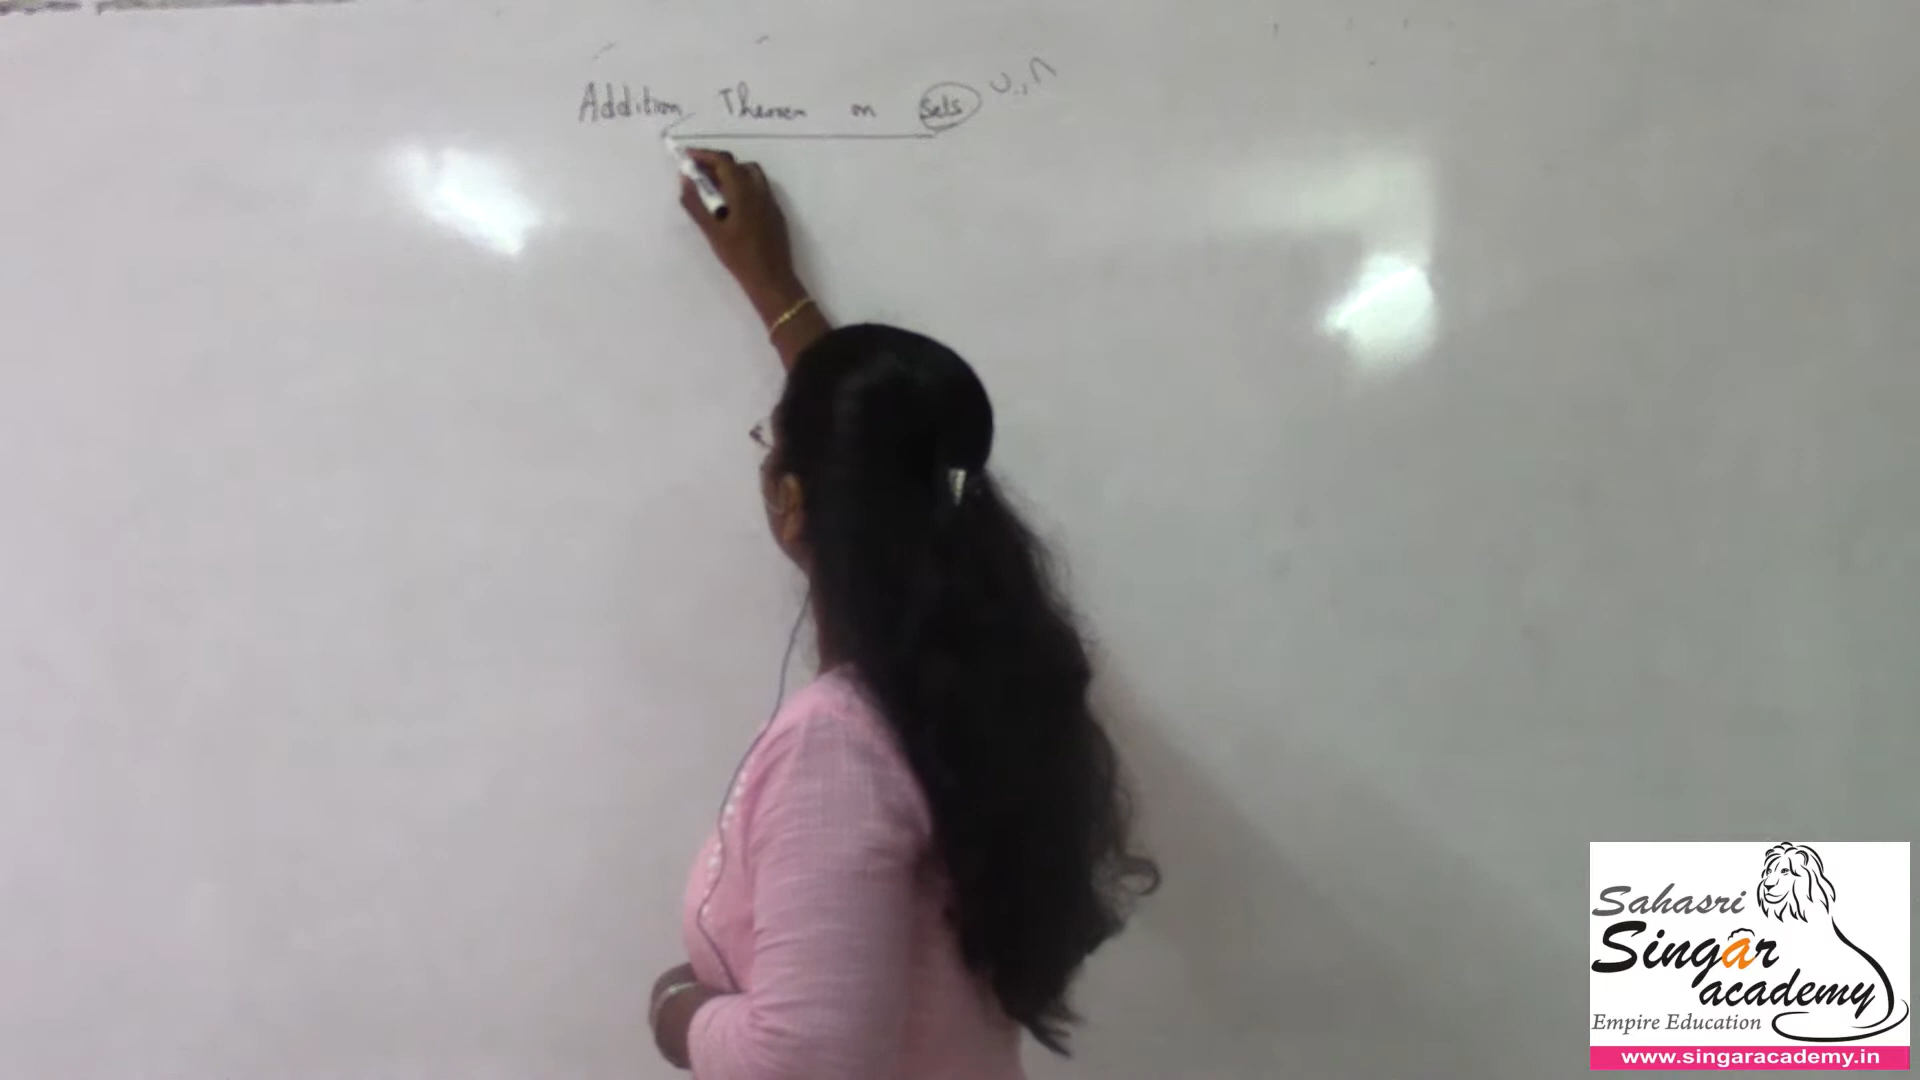 Addition Theorem on Sets ∪, ∩
Sahasri
Singar
academy
Empire Education
www.singaracademy.in